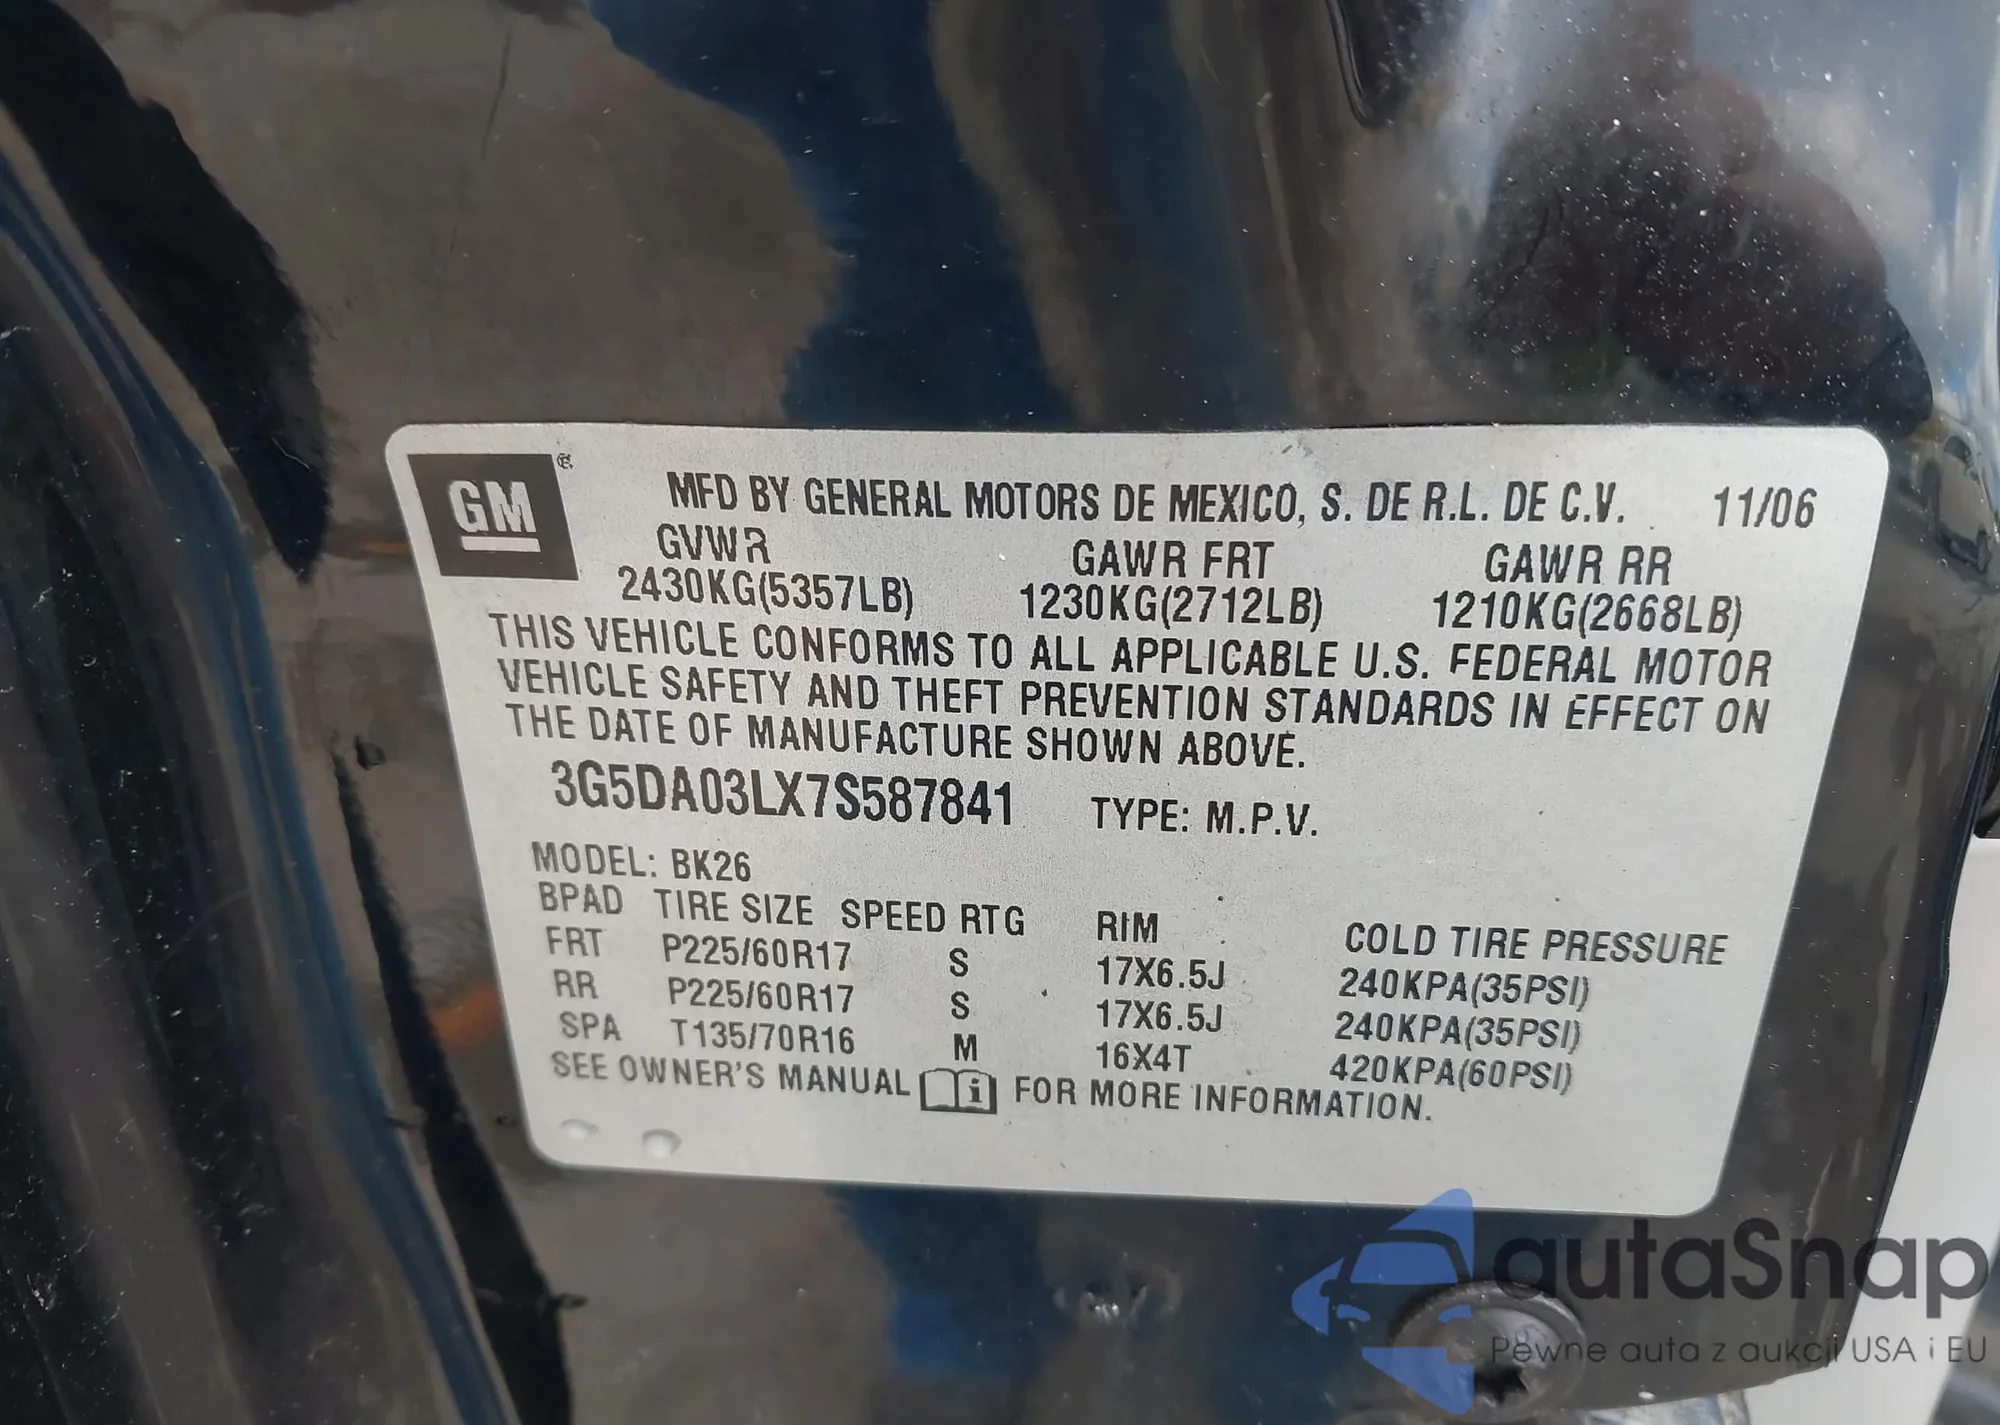 GM
MFD BY GENERAL MOTORS DE MEXICO, S. DE R.L. DE C.V. 11/06
GVWR GAWR FRT GAWR RR
2430KG(5357LB) 1230KG(2712LB) 1210KG(2668LB)
THIS VEHICLE CONFORMS TO ALL APPLICABLE U.S. FEDERAL MOTOR
VEHICLE SAFETY AND THEFT PREVENTION STANDARDS IN EFFECT ON
THE DATE OF MANUFACTURE SHOWN ABOVE.
3G5DA03LX7S587841 TYPE: M.P.V.
MODEL: BK26
BPAD TIRE SIZE SPEED RTG RIM COLD TIRE PRESSURE
FRT P225/60R17 S 17X6.5J 240KPA(35PSI)
RR P225/60R17 S 17X6.5J 240KPA(35PSI)
SPA T135/70R16 M 16X4T 420KPA(60PSI)
SEE OWNER'S MANUAL i FOR MORE INFORMATION.
autaSnap
Pewne auta z aukcji USA i EU